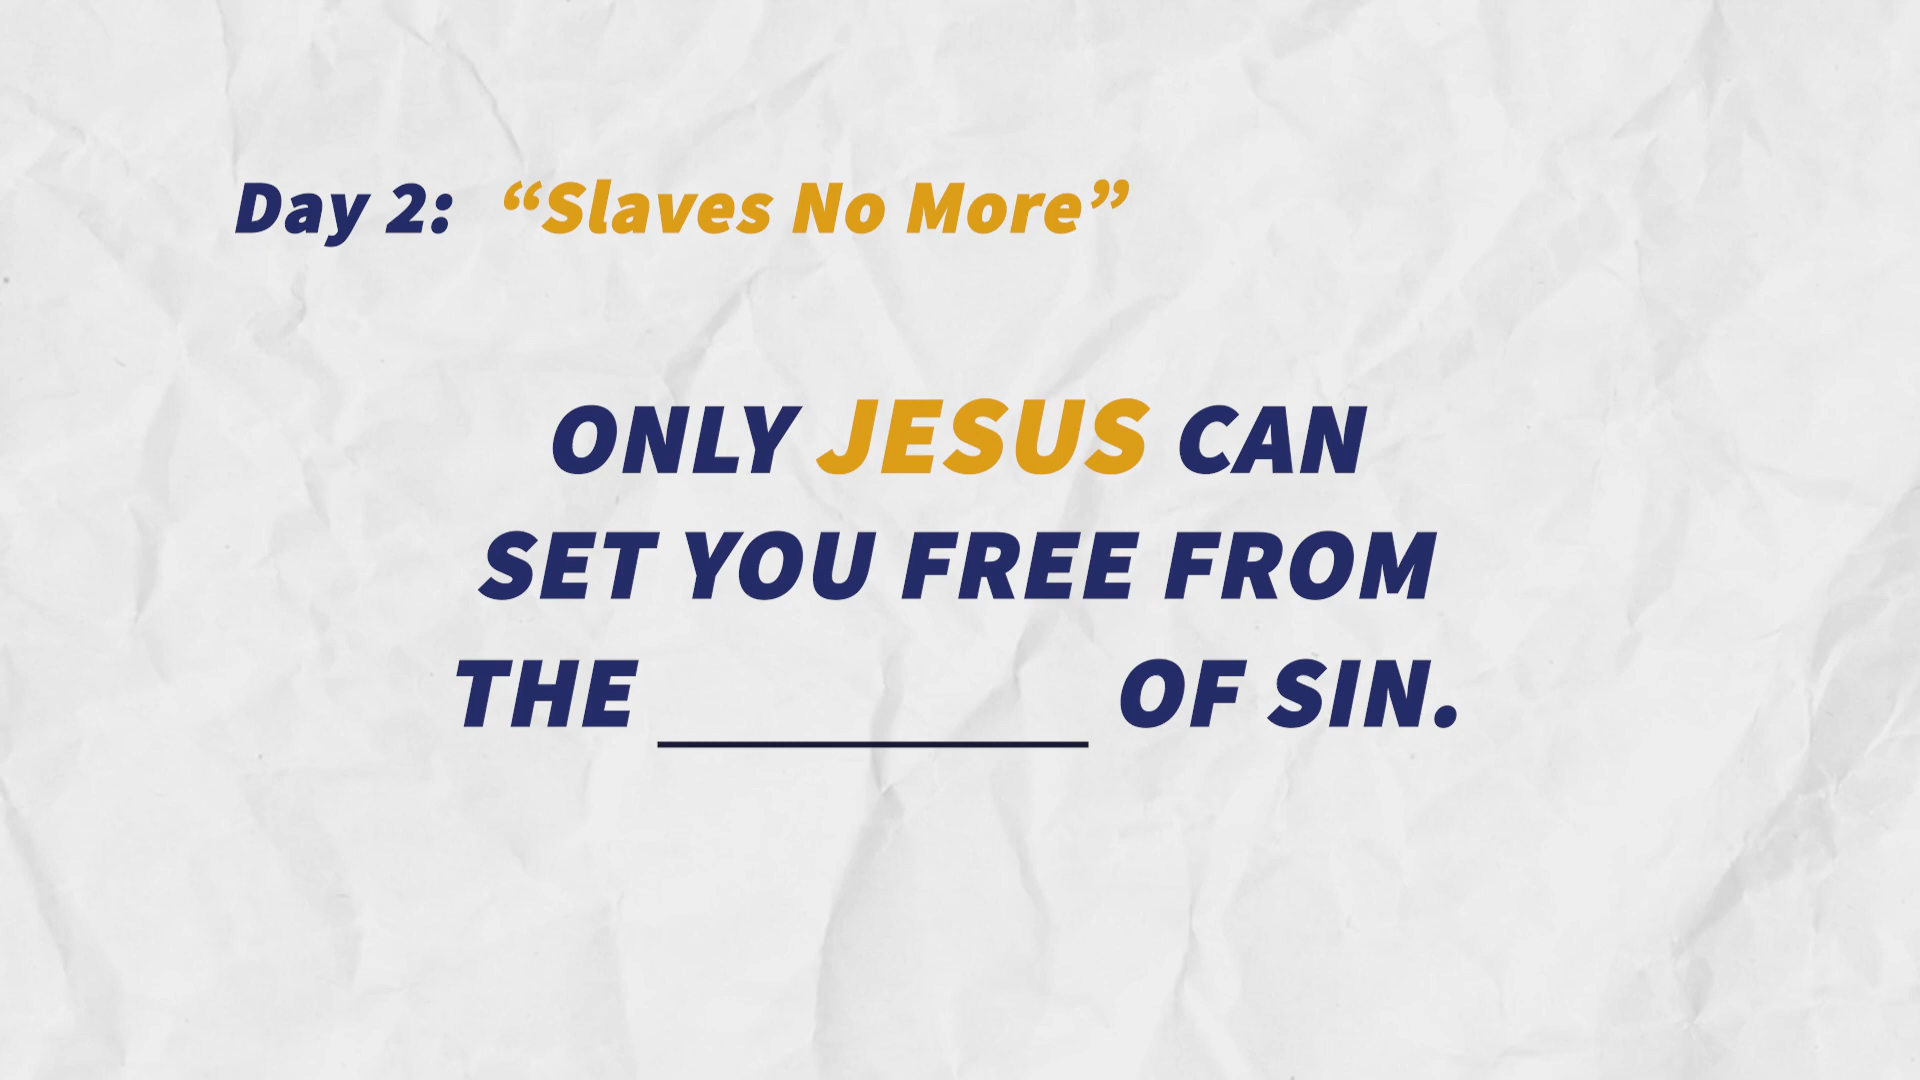 Day 2: “Slaves No More”
ONLY JESUS CAN
SET YOU FREE FROM
THE __________ OF SIN.